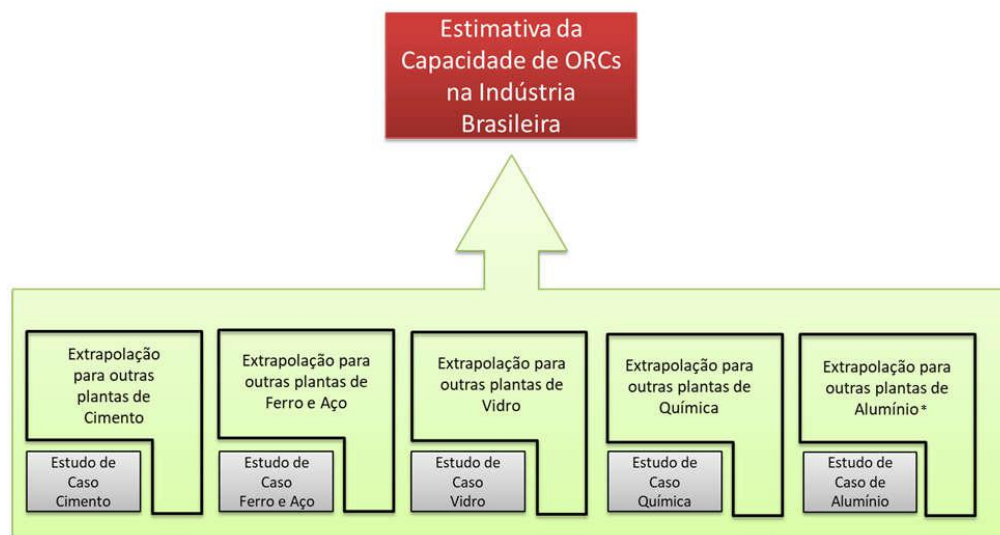 Estimativa da
Capacidade de ORCs
na Indústria
Brasileira
Extrapolação
para outras
plantas de
Cimento
Estudo de
Caso
Cimento
Extrapolação para
outras plantas de
Ferro e Aço
Estudo de
Caso
Ferro e Aço
Extrapolação para
outras plantas de
Vidro
Estudo de
Caso
Vidro
Extrapolação para
outras plantas de
Química
Estudo de
Caso
Química
Extrapolação para
outras plantas de
Alumínio*
Estudo de
Caso de
Alumínio